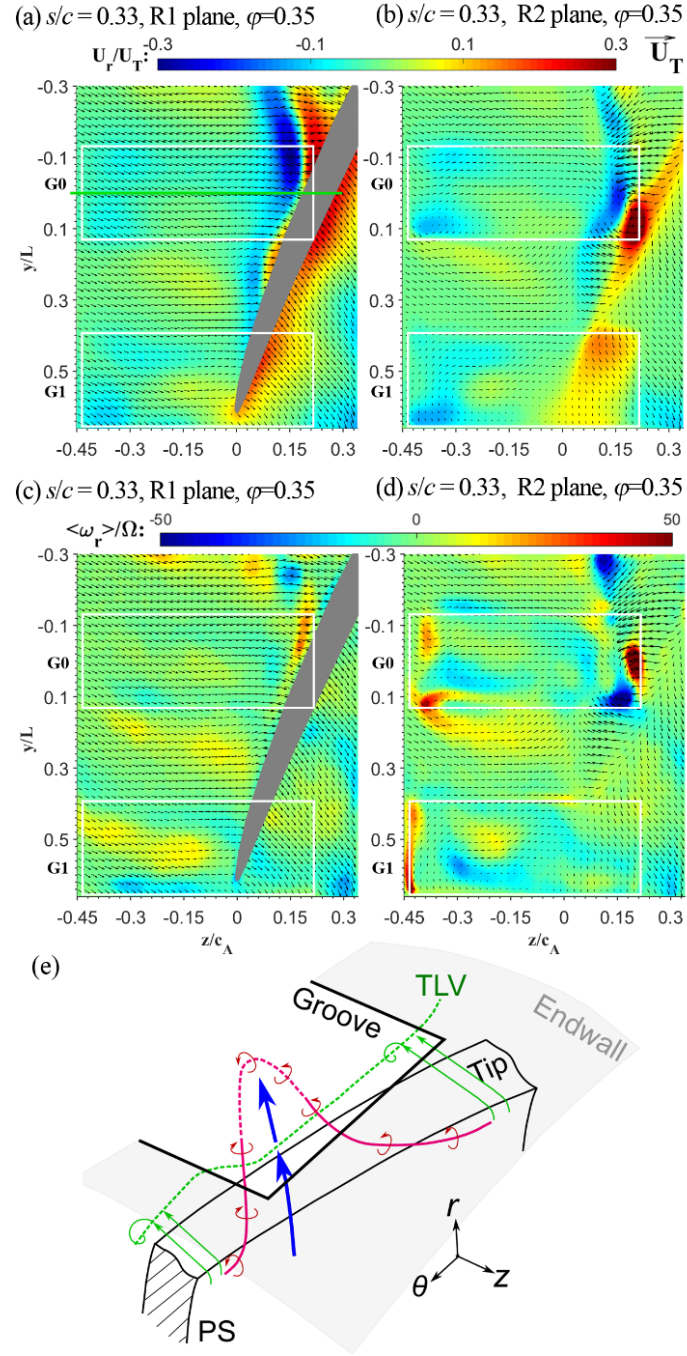 (a) s/c = 0.33, R1 plane, φ=0.35
(b) s/c = 0.33, R2 plane, φ=0.35
U_r/U_T: -0.3 -0.1 0.1 0.3 U_T
-0.3 -0.3
-0.1 -0.1
G0 G0
0.1 0.1
y/L
0.3 0.3
0.5 0.5
G1 G1
-0.45 -0.3 -0.15 0 0.15 0.3
-0.45 -0.3 -0.15 0 0.15 0.3
(c) s/c = 0.33, R1 plane, φ=0.35
(d) s/c = 0.33, R2 plane, φ=0.35
<ω_r>/Ω: -50 0 50
-0.3 -0.3
-0.1 -0.1
G0 G0
0.1 0.1
y/L
0.3 0.3
0.5 0.5
G1 G1
-0.45 -0.3 -0.15 0 0.15 0.3
-0.45 -0.3 -0.15 0 0.15 0.3
z/c_A z/c_A
(e)
Groove
TLV
Endwall
Tip
r
θ
z
PS